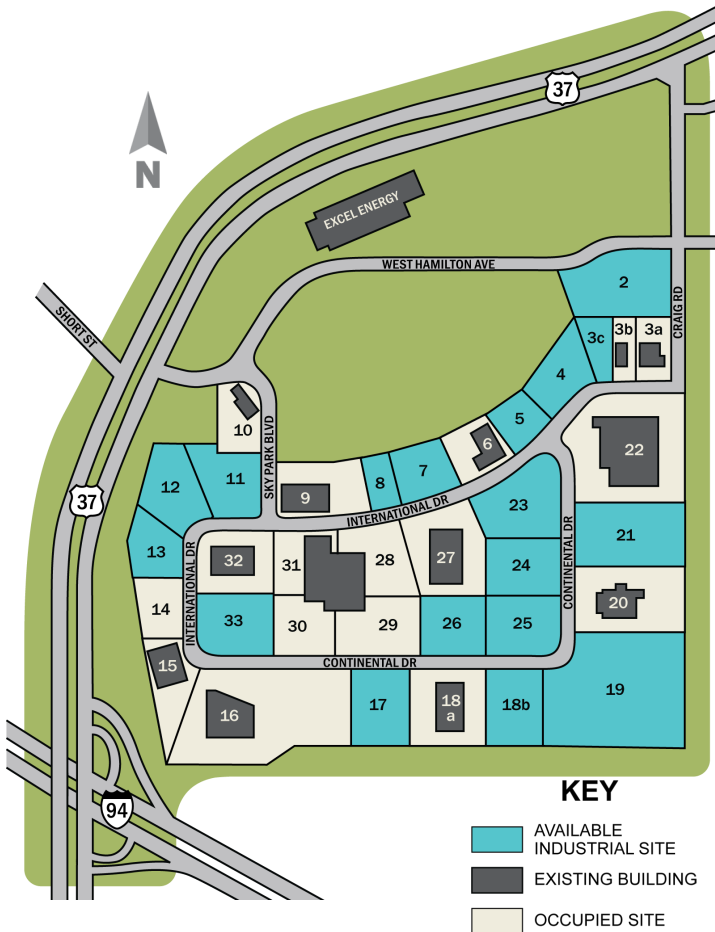 37
N
EXCEL ENERGY
WEST HAMILTON AVE
2
CRAIG RD
3c
3b
3a
SHORT ST
4
5
10
SKY PARK BLVD
6
22
12
11
9
8
7
37
INTERNATIONAL DR
23
13
INTERNATIONAL DR
32
31
28
27
24
CONTINENTAL DR
21
14
33
30
29
26
25
20
15
CONTINENTAL DR
16
17
18
a
18b
19
94
KEY
AVAILABLE
INDUSTRIAL SITE
EXISTING BUILDING
OCCUPIED SITE